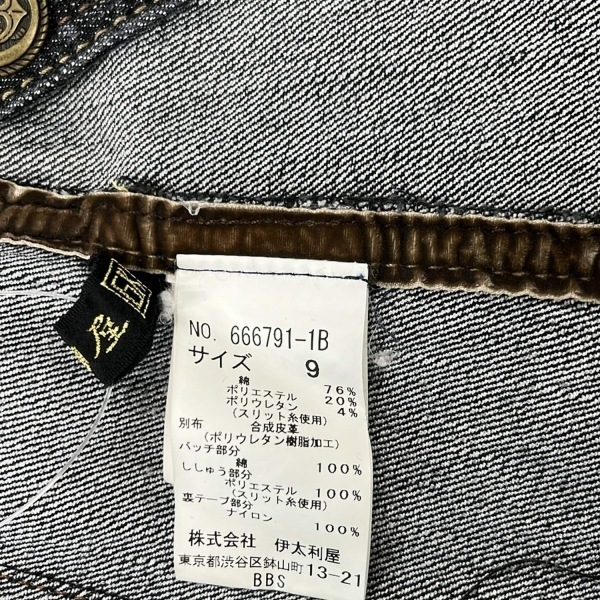 屋
NO. 666791-1B
サイズ 9
綿 76%
ポリエステル 20%
ポリウレタン 4%
(スリット糸使用)
別布 合成皮革
(ポリウレタン樹脂加工)
パッチ部分
綿 100%
ししゅう部分
ポリエステル 100%
(スリット糸使用)
裏テープ部分
ナイロン 100%
株式会社 伊太利屋
東京都渋谷区鉢山町13-21
BBS